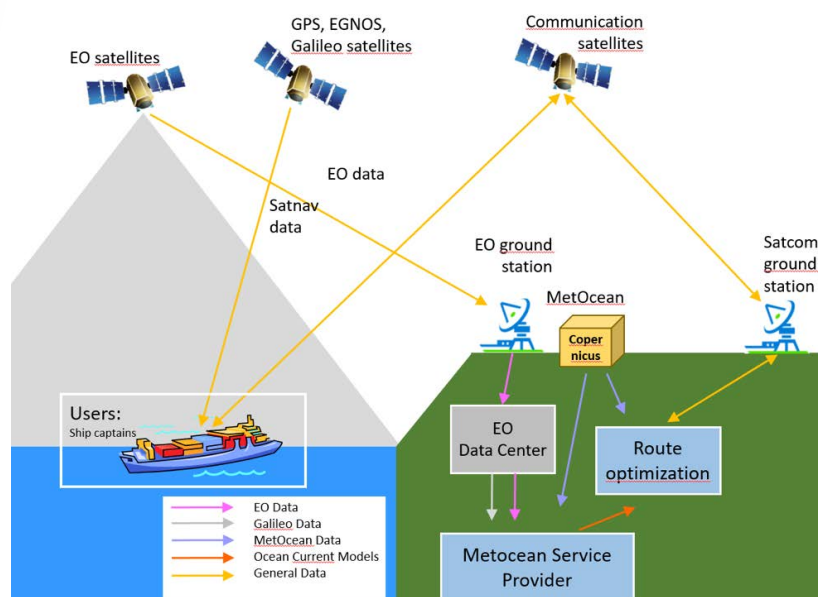 GPS, EGNOS,
Galileo satellites
Communication
satellites
EO satellites
EO data
Satnav
data
EO ground
station
Satcom
ground
station
MetOcean
Coper
nicus
Users:
Ship captains
EO
Data Center
Route
optimization
Metocean Service
Provider
EO Data
Galileo Data
MetOcean Data
Ocean Current Models
General Data